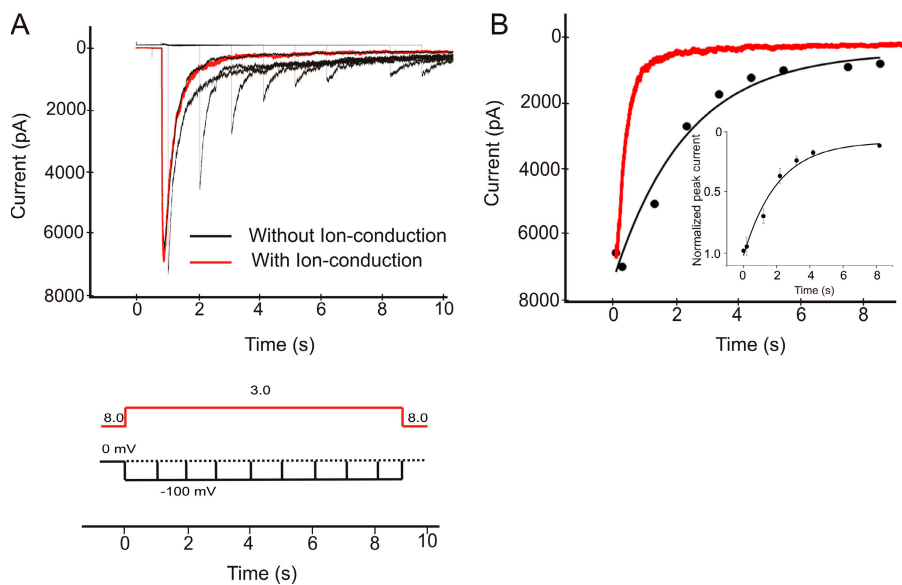 A
0
2000
4000
6000
8000
Current (pA)
Without Ion-conduction
With Ion-conduction
0 2 4 6 8 10
Time (s)
B
0
2000
4000
6000
8000
Current (pA)
0 2 4 6 8
Time (s)
0
0.5
1.0
Normalized peak current
0 2 4 6 8
Time (s)
3.0
8.0 8.0
0 mV
-100 mV
0 2 4 6 8 10
Time (s)